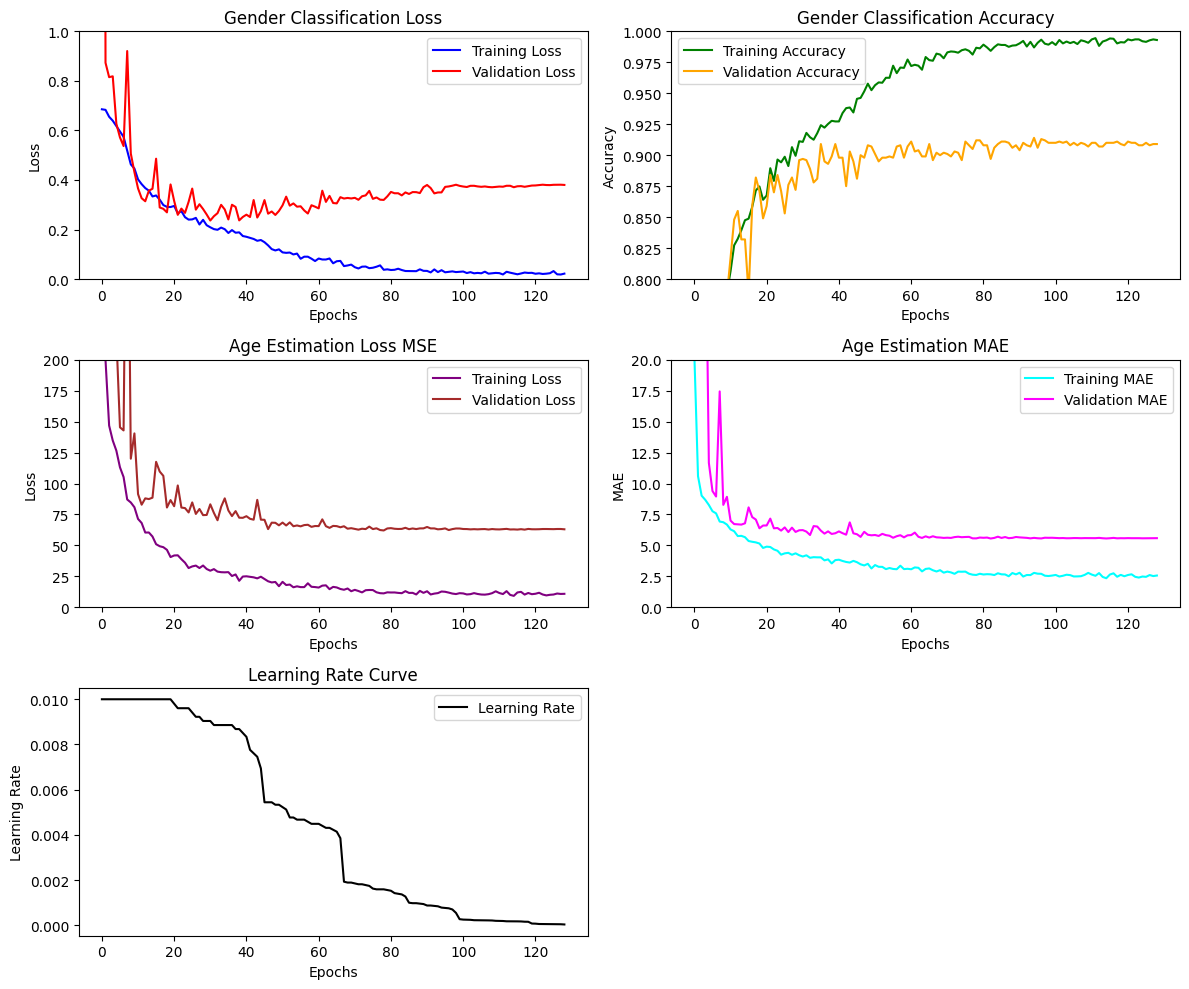 Gender Classification Loss
1.0
0.8
0.6
0.4
0.2
0.0
Loss
Training Loss
Validation Loss
0 20 40 60 80 100 120
Epochs
Gender Classification Accuracy
1.000
0.975
0.950
0.925
0.900
0.875
0.850
0.825
0.800
Accuracy
Training Accuracy
Validation Accuracy
0 20 40 60 80 100 120
Epochs
Age Estimation Loss MSE
200
175
150
125
100
75
50
25
0
Loss
Training Loss
Validation Loss
0 20 40 60 80 100 120
Epochs
Age Estimation MAE
20.0
17.5
15.0
12.5
10.0
7.5
5.0
2.5
0.0
MAE
Training MAE
Validation MAE
0 20 40 60 80 100 120
Epochs
Learning Rate Curve
0.010
0.008
0.006
0.004
0.002
0.000
Learning Rate
Learning Rate
0 20 40 60 80 100 120
Epochs